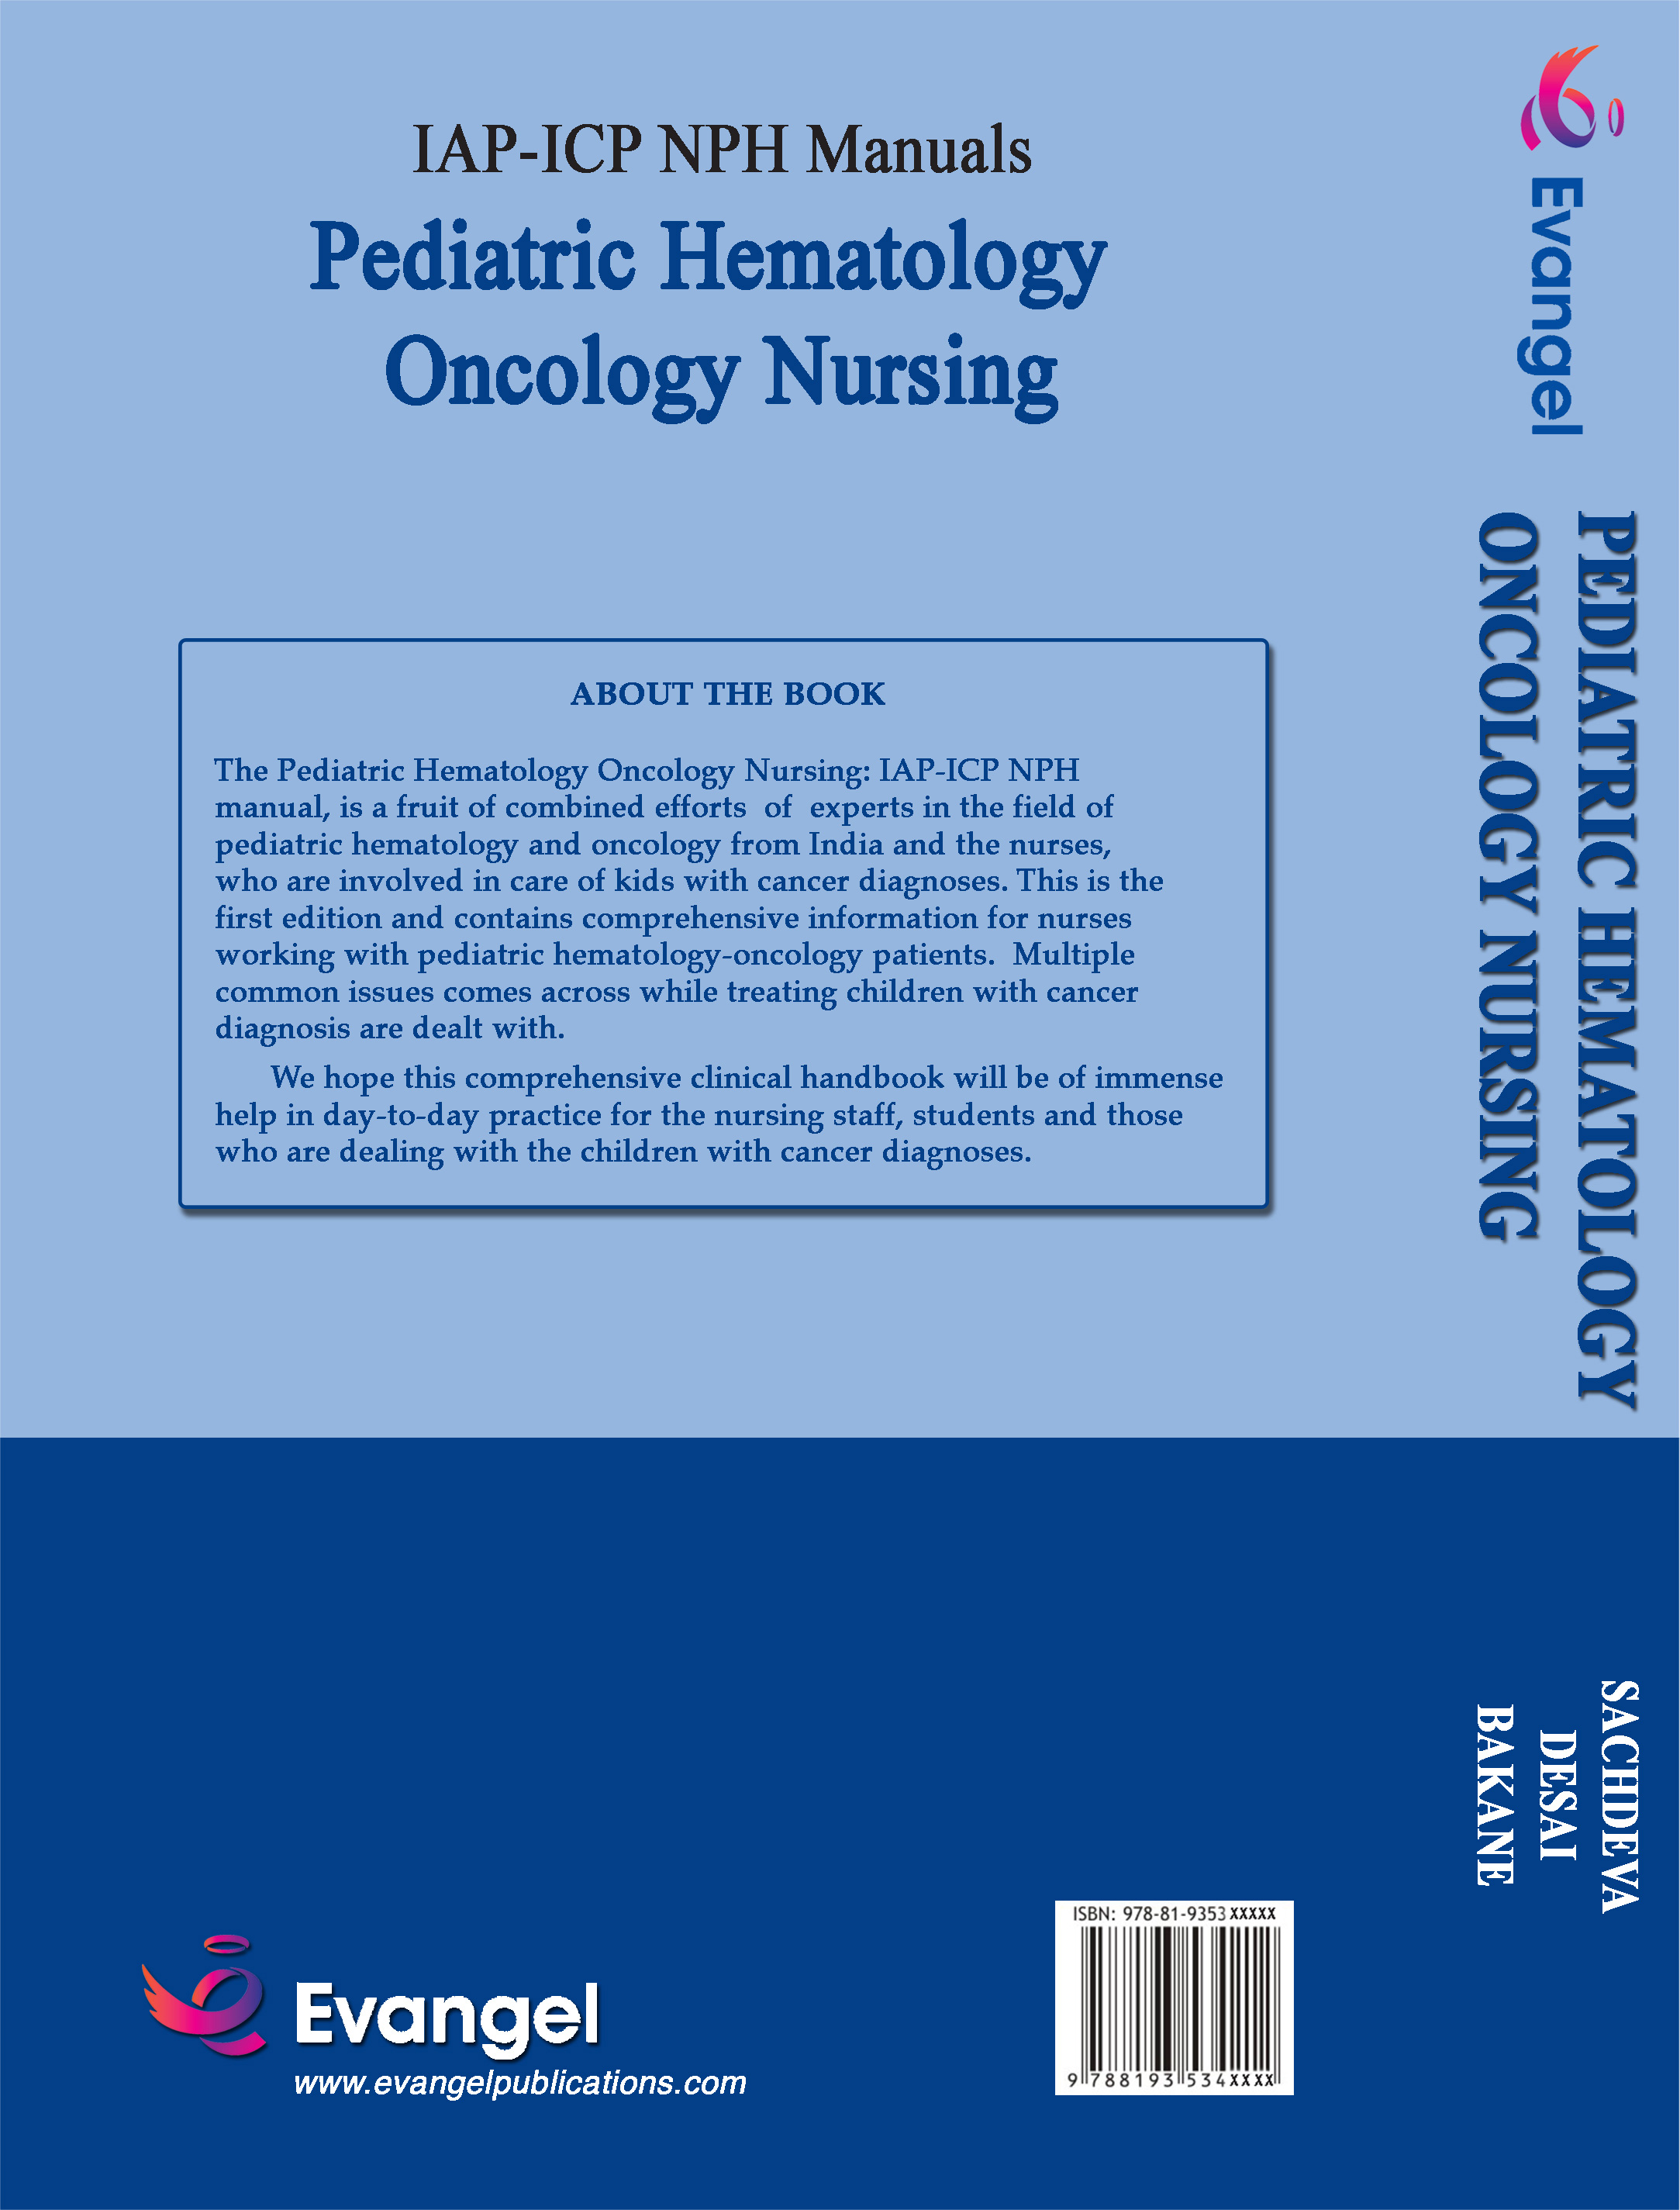 IAP-ICP NPH Manuals
Pediatric Hematology
Oncology Nursing
ABOUT THE BOOK
The Pediatric Hematology Oncology Nursing: IAP-ICP NPH
manual, is a fruit of combined efforts of experts in the field of
pediatric hematology and oncology from India and the nurses,
who are involved in care of kids with cancer diagnoses. This is the
first edition and contains comprehensive information for nurses
working with pediatric hematology-oncology patients. Multiple
common issues comes across while treating children with cancer
diagnosis are dealt with.
We hope this comprehensive clinical handbook will be of immense
help in day-to-day practice for the nursing staff, students and those
who are dealing with the children with cancer diagnoses.
Evangel
www.evangelpublications.com
ISBN: 978-81-9353XXXXX
9 788193 534XXXX
Evangel
PEDIATRIC HEMATOLOGY
ONCOLOGY NURSING
SACHDEVA
DESAI
BAKANE